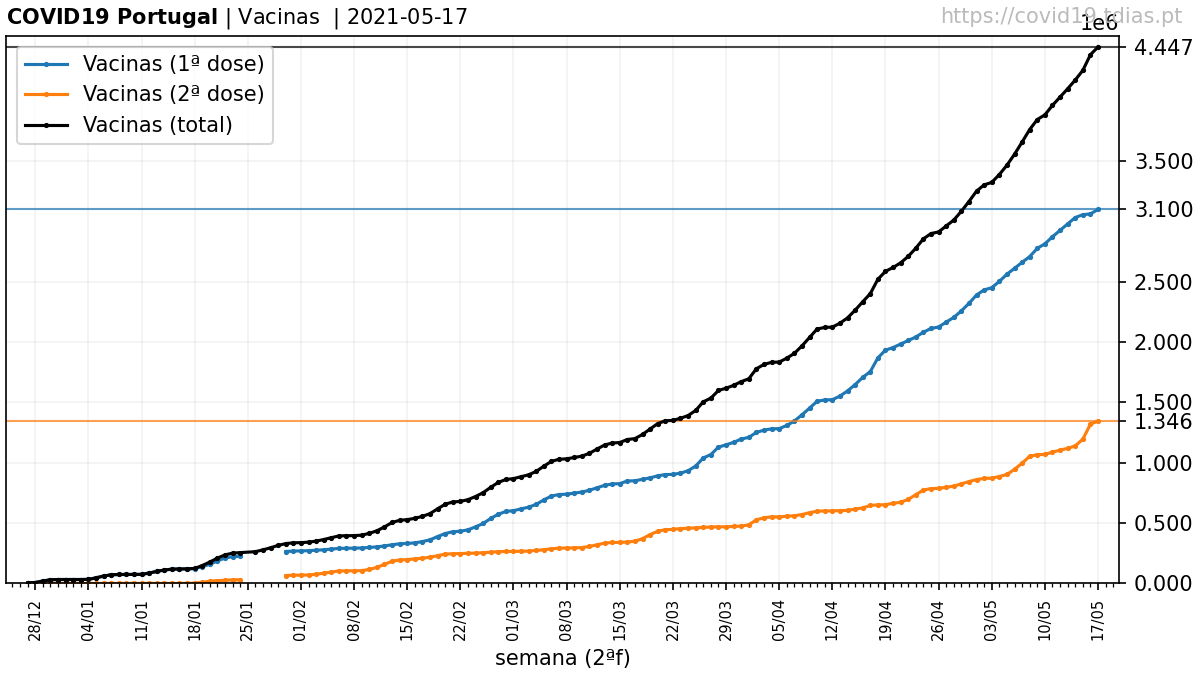 COVID19 Portugal | Vacinas | 2021-05-17
https://covid19.tdias.pt
1e6
Vacinas (1ª dose)
Vacinas (2ª dose)
Vacinas (total)
4.447
3.500
3.100
2.500
2.000
1.500
1.346
1.000
0.500
0.000
28/12 04/01 11/01 18/01 25/01 01/02 08/02 15/02 22/02 01/03 08/03 15/03 22/03 29/03 05/04 12/04 19/04 26/04 03/05 10/05 17/05
semana (2ªf)